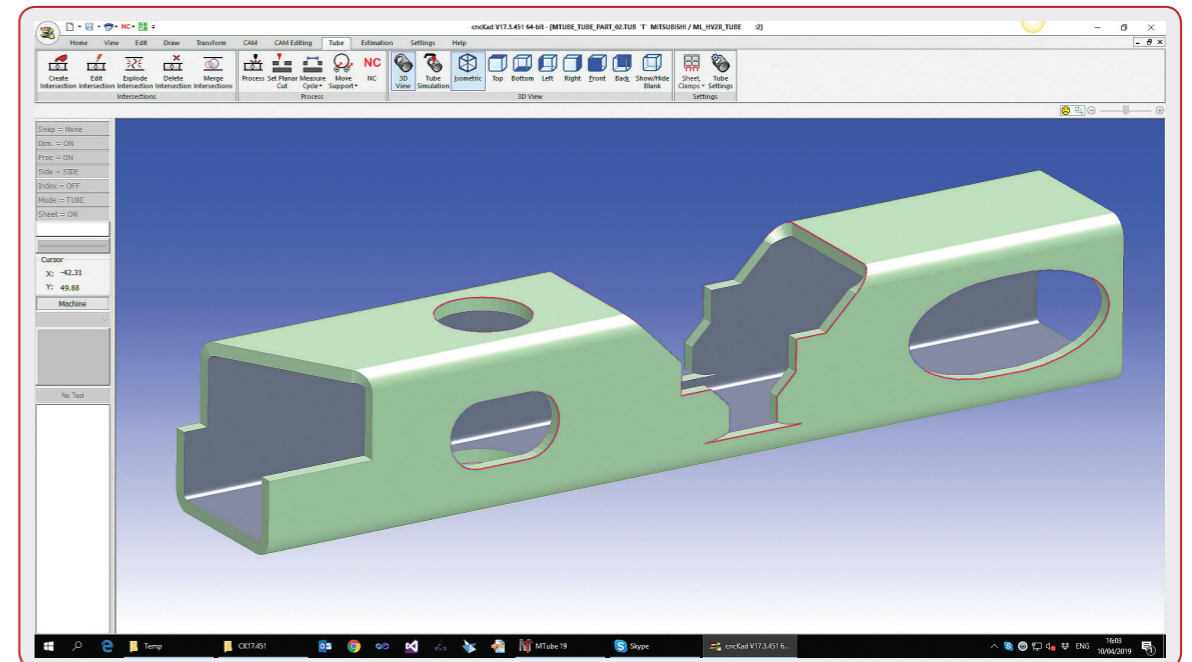 NC
cncKad V17.3.451 64-bit - [MTUBE_TUBE_PART_02.TUB 'T' MITSUBISHI / ML_HV2R_TUBE :2]
Home View Edit Draw Transform CAM CAM Editing Tube Estimation Settings Help
Create Intersection
Edit Intersection
Explode Intersection
Delete Intersection
Merge Intersections
Process
Set Planar Cut
Measure Cycle
Move Support
NC
NC
3D View
Tube Simulation
Isometric
Top
Bottom
Left
Right
Front
Back
Show/Hide Blank
Sheet, Clamps
Tube Settings
Intersections Process 3D View Settings
Snap = None
Dim. = ON
Proc = ON
Side = SIDE
Index = OFF
Mode = TUBE
Sheet = ON
Cursor
X: -42.31
Y: 49.88
Machine
No Tool
Temp CK17.451 MTube 19 Skype cncKad V17.3.451 6... ENG 16:03
10/04/2019